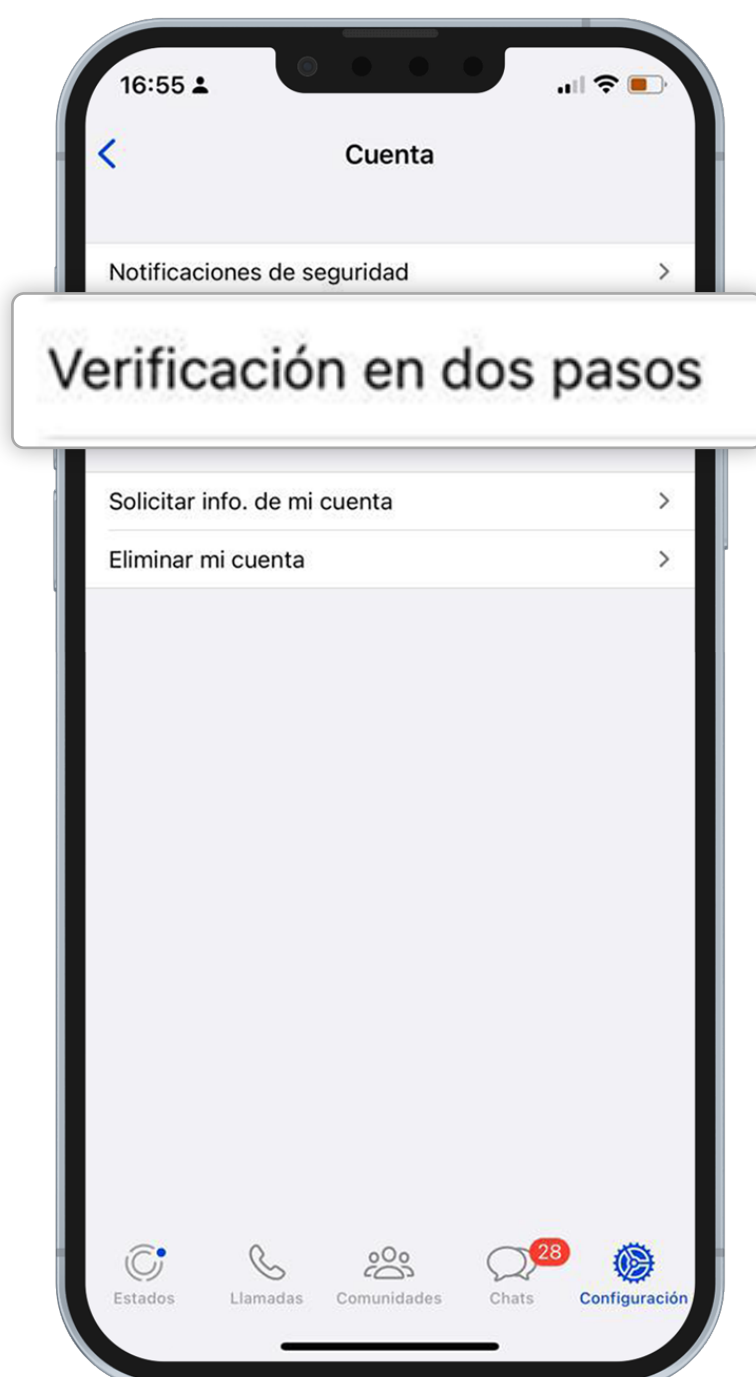 16:55
Cuenta
Notificaciones de seguridad
Verificación en dos pasos
Solicitar info. de mi cuenta
Eliminar mi cuenta
28
Estados Llamadas Comunidades Chats Configuración